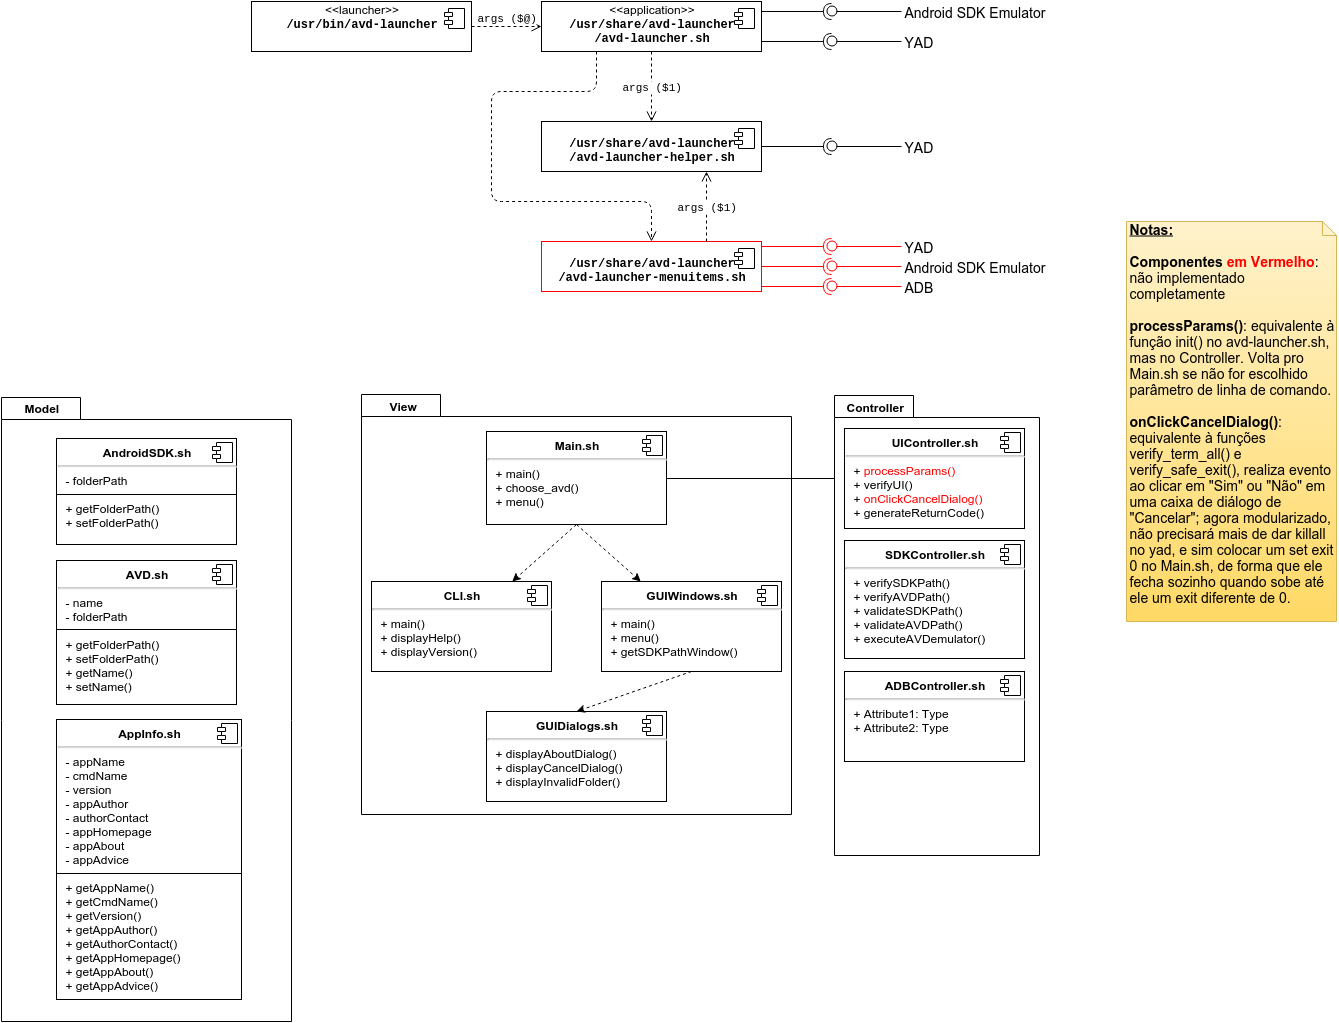 <<launcher>>
/usr/bin/avd-launcher
args ($@)
<<application>>
/usr/share/avd-launcher
/avd-launcher.sh
Android SDK Emulator
YAD
args ($1)
/usr/share/avd-launcher
/avd-launcher-helper.sh
YAD
args ($1)
/usr/share/avd-launcher
/avd-launcher-menuitems.sh
YAD
Android SDK Emulator
ADB
Notas:
Componentes em Vermelho:
não implementado
completamente
processParams(): equivalente à
função init() no avd-launcher.sh,
mas no Controller. Volta pro
Main.sh se não for escolhido
parâmetro de linha de comando.
onClickCancelDialog():
equivalente à funções
verify_term_all() e
verify_safe_exit(), realiza evento
ao clicar em "Sim" ou "Não" em
uma caixa de diálogo de
"Cancelar"; agora modularizado,
não precisará mais de dar killall
no yad, e sim colocar um set exit
0 no Main.sh, de forma que ele
fecha sozinho quando sobe até
ele um exit diferente de 0.
Model
AndroidSDK.sh
- folderPath
+ getFolderPath()
+ setFolderPath()
AVD.sh
- name
- folderPath
+ getFolderPath()
+ setFolderPath()
+ getName()
+ setName()
AppInfo.sh
- appName
- cmdName
- version
- appAuthor
- authorContact
- appHomepage
- appAbout
- appAdvice
+ getAppName()
+ getCmdName()
+ getVersion()
+ getAppAuthor()
+ getAuthorContact()
+ getAppHomepage()
+ getAppAbout()
+ getAppAdvice()
View
Main.sh
+ main()
+ choose_avd()
+ menu()
CLI.sh
+ main()
+ displayHelp()
+ displayVersion()
GUIWindows.sh
+ main()
+ menu()
+ getSDKPathWindow()
GUIDialogs.sh
+ displayAboutDialog()
+ displayCancelDialog()
+ displayInvalidFolder()
Controller
UIController.sh
+ processParams()
+ verifyUI()
+ onClickCancelDialog()
+ generateReturnCode()
SDKController.sh
+ verifySDKPath()
+ verifyAVDPath()
+ validateSDKPath()
+ validateAVDPath()
+ executeAVDemulator()
ADBController.sh
+ Attribute1: Type
+ Attribute2: Type